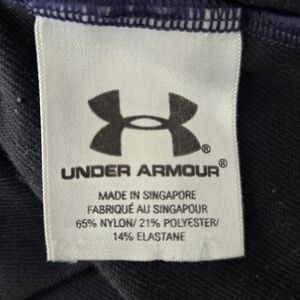 UNDER ARMOUR®
MADE IN SINGAPORE
FABRIQUÉ AU SINGAPOUR
65% NYLON/ 21% POLYESTER/
14% ELASTANE